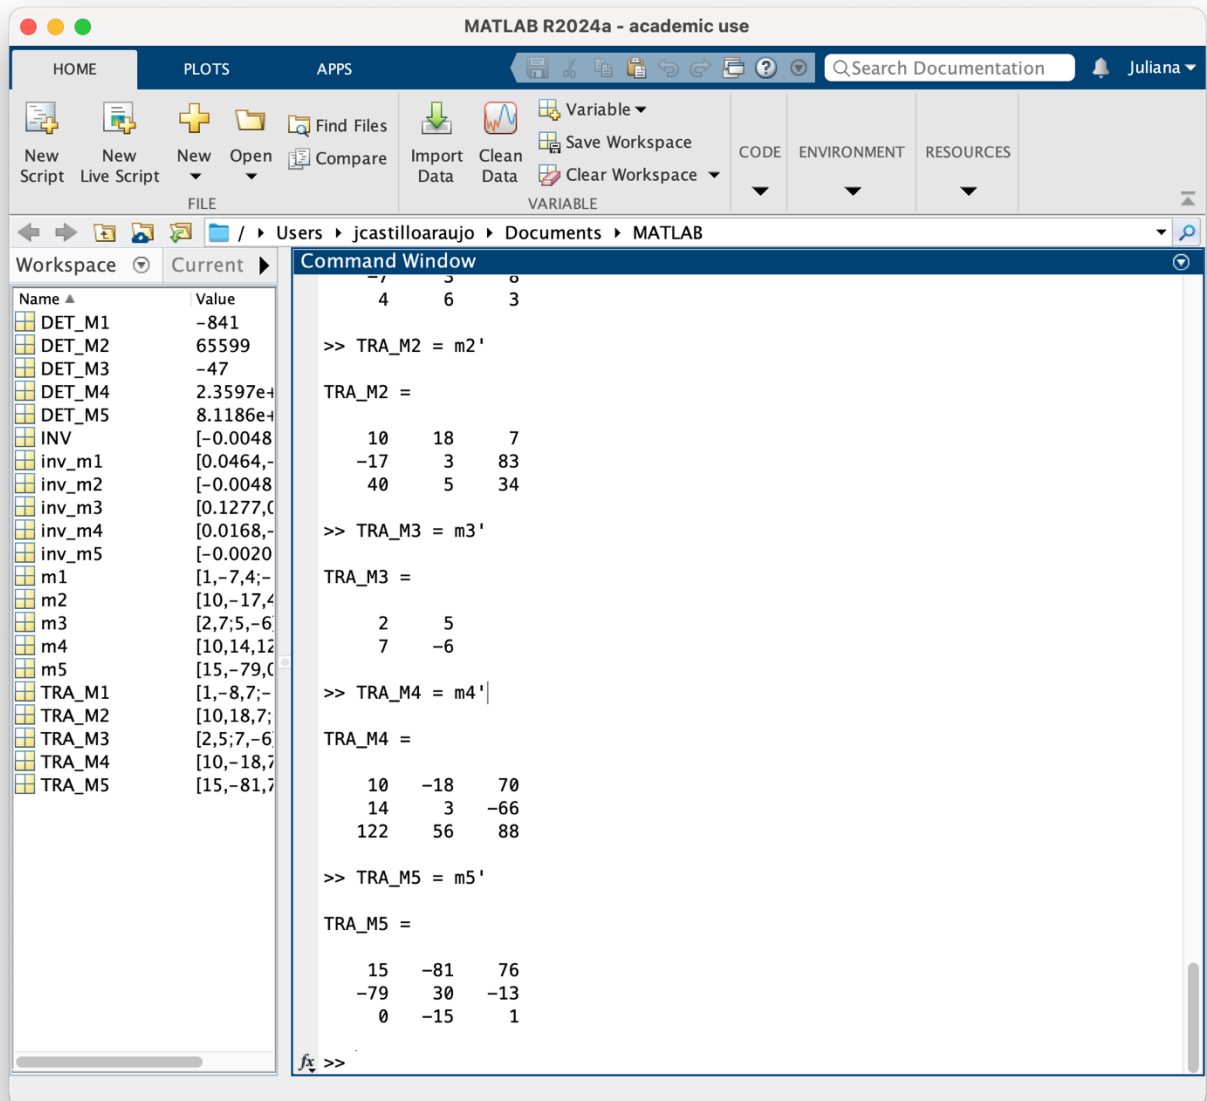 MATLAB R2024a - academic use
HOME PLOTS APPS Search Documentation Juliana
New Script New Live Script New Open Find Files Compare Import Data Clean Data Variable Save Workspace Clear Workspace CODE ENVIRONMENT RESOURCES
FILE VARIABLE
/ Users jcastilloaraujo Documents MATLAB
Workspace Current
Name Value
DET_M1 -841
DET_M2 65599
DET_M3 -47
DET_M4 2.3597e+
DET_M5 8.1186e+
INV [-0.0048
inv_m1 [0.0464,-
inv_m2 [-0.0048
inv_m3 [0.1277,0
inv_m4 [0.0168,-
inv_m5 [-0.0020
m1 [1,-7,4;-
m2 [10,-17,4
m3 [2,7;5,-6]
m4 [10,14,12
m5 [15,-79,0
TRA_M1 [1,-8,7;-
TRA_M2 [10,18,7;
TRA_M3 [2,5;7,-6]
TRA_M4 [10,-18,7
TRA_M5 [15,-81,7
Command Window
4 6 3
>> TRA_M2 = m2'
TRA_M2 =
10 18 7
-17 3 83
40 5 34
>> TRA_M3 = m3'
TRA_M3 =
2 5
7 -6
>> TRA_M4 = m4'
TRA_M4 =
10 -18 70
14 3 -66
122 56 88
>> TRA_M5 = m5'
TRA_M5 =
15 -81 76
-79 30 -13
0 -15 1
fx >>